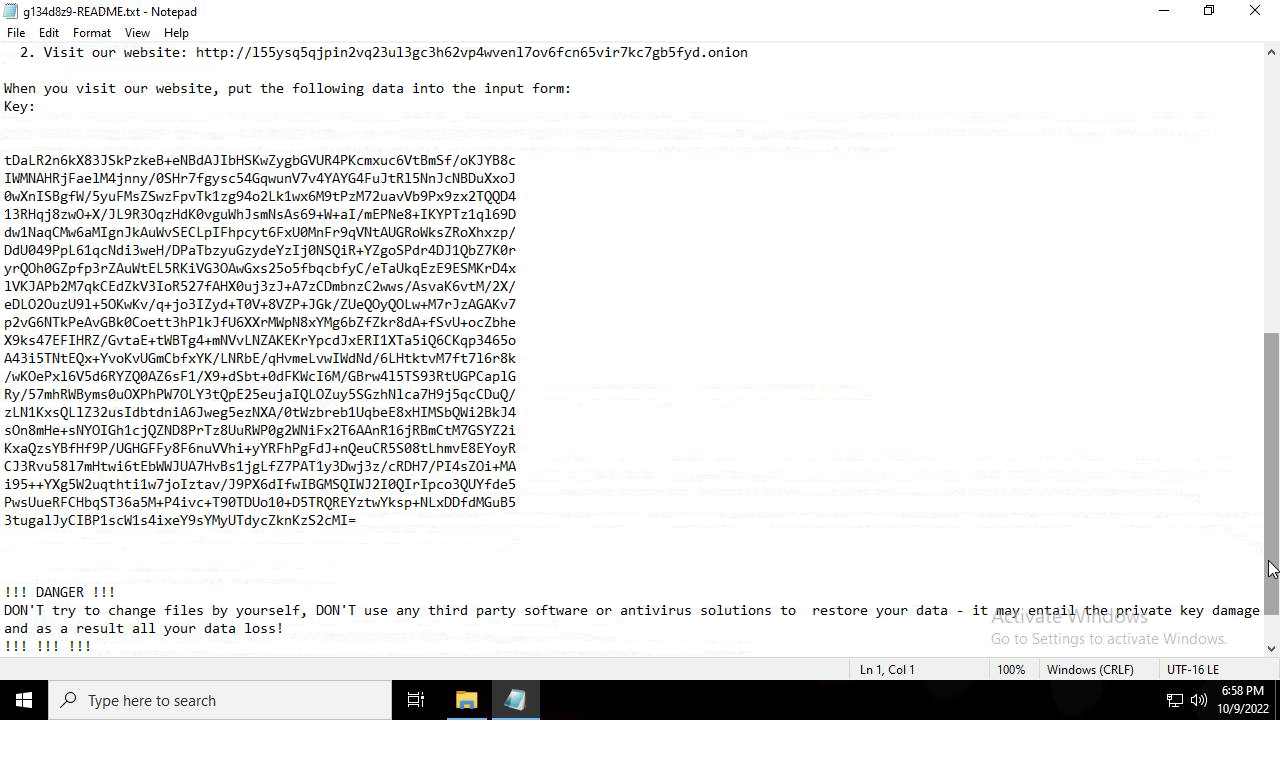 g134d8z9-README.txt - Notepad
File Edit Format View Help
2. Visit our website: http://l55ysq5qjpin2vq23ul3gc3h62vp4wvenl7ov6fcn65vir7kc7gb5fyd.onion
When you visit our website, put the following data into the input form:
Key:
tDaLR2n6kX83JSkPzkeB+eNBdAJIbHSKwZygbGVUR4PKcmxuc6VtBmSf/oKJYB8c
IWMNAHRjFaelM4jnny/0SHr7fgysc54GqwunV7v4YAYG4FuJtRl5NnJcNBDuXxoJ
0wXnISBgfW/5yuFMsZSwzFpvTk1zg94o2Lk1wx6M9tPzM72uavVb9Px9zx2TQQD4
13RHqj8zwO+X/JL9R3OqzHdK0vguWhJsmNsAs69+W+aI/mEPNe8+IKYPTz1ql69D
dw1NaqCMw6aMIgnJkAuWvSECLpIFhpcyt6FxU0MnFr9qVNtAUGRoWksZRoXhxzp/
DdU049PpL61qcNdi3weH/DPaTbzyuGzydeYzIj0NSQiR+YZgoSPdr4DJ1QbZ7K0r
yrQOh0GZpfp3rZAuWtEL5RKiVG3OAwGxs25o5fbqcbfyC/eTaUkqEzE9ESMKrD4x
lVKJAPb2M7qkCEdZkV3IoR527fAHX0uj3zJ+A7zCDmbnzC2wws/AsvaK6vtM/2X/
eDLO2OuzU9l+5OKwKv/q+jo3IZyd+T0V+8VZP+JGk/ZUeQOyQOLw+M7rJzAGAKv7
p2vG6NTkPeAvGBk0Coett3hPlkJfU6XXrMWpN8xYMg6bZfZkr8dA+fSvU+ocZbhe
X9ks47EFIHRZ/GvtaE+tWBTg4+mNVvLNZAKEKrYpcdJxERI1XTa5iQ6CKqp3465o
A43i5TNtEQx+YvoKvUGmCbfxYK/LNRbE/qHvmeLvwIWdNd/6LHtktvM7ft7l6r8k
/wKOePxl6V5d6RYZQ0AZ6sF1/X9+dSbt+0dFKWcI6M/GBrw4l5TS93RtUGPCaplG
Ry/57mhRWByms0uOXPhPW7OLY3tQpE25eujaIQLOZuy5SGzhNlca7H9j5qcCDuQ/
zLN1KxsQLlZ32usIdbtdniA6Jweg5ezNXA/0tWzbreb1UqbeE8xHIMSbQWi2BkJ4
sOn8mHe+sNYOIGh1cjQZND8PrTz8UuRWP0g2WNiFx2T6AAnR16jRBmCtM7GSYZ2i
KxaQzsYBfHf9P/UGHGFFy8F6nuVVhi+yYRFhPgFdJ+nQeuCR5S08tLhmvE8EYoyR
CJ3Rvu58l7mHtwi6tEbWWJUA7HvBs1jgLfZ7PAT1y3Dwj3z/cRDH7/PI4sZOi+MA
i95++YXg5W2uqthti1w7joIztav/J9PX6dIfwIBGMSQIWJ2I0QIrIpco3QUYfde5
PwsUueRFCHbqST36a5M+P4ivc+T90TDUo10+D5TRQREYztwYksp+NLxDDfdMGuB5
3tugalJyCIBP1scW1s4ixeY9sYMyUTdycZknKzS2cMI=
!!! DANGER !!!
DON'T try to change files by yourself, DON'T use any third party software or antivirus solutions to  restore your data - it may entail the private key damage
and as a result all your data loss!
!!! !!! !!!
Activate Windows
Go to Settings to activate Windows.
Ln 1, Col 1 100% Windows (CRLF) UTF-16 LE
Type here to search
6:58 PM
10/9/2022